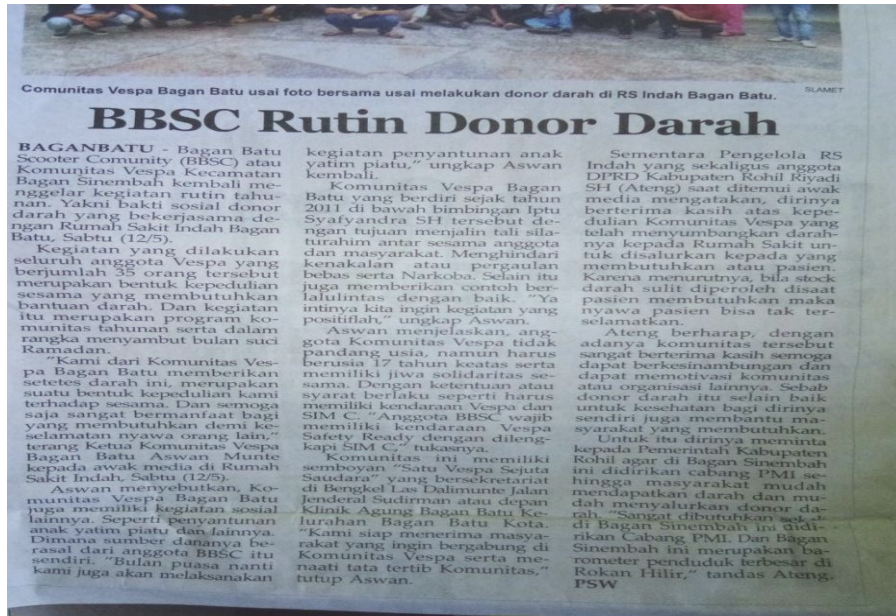 Comunitas Vespa Bagan Batu usai foto bersama usai melakukan donor darah di RS Indah Bagan Batu.
SLAMET
BBSC Rutin Donor Darah
BAGANBATU - Bagan Batu
Scooter Comunity (BBSC) atau
Komunitas Vespa Kecamatan
Bagan Sinembah kembali me-
nggelar kegiatan rutin tahu-
nan. Yakni bakti sosial donor
darah yang bekerjasama de-
ngan Rumah Sakit Indah Bagan
Batu, Sabtu (12/5).
Kegiatan yang dilakukan
seluruh anggota Vespa yang
berjumlah 35 orang tersebut
merupakan bentuk kepedulian
sesama yang membutuhkan
bantuan darah. Dan kegiatan
itu merupakan program ko-
munitas tahunan serta dalam
rangka menyambut bulan suci
Ramadan.
"Kami dari Komunitas Ves-
pa Bagan Batu memberikan
setetes darah ini, merupakan
suatu bentuk kepedulian kami
terhadap sesama. Dan semoga
saja sangat bermanfaat bagi
yang membutuhkan demi ke-
selamatan nyawa orang lain,"
terang Ketua Komunitas Vespa
Bagan Batu Aswan Munte
kepada awak media di Rumah
Sakit Indah, Sabtu (12/5).
Aswan menyebutkan, Ko-
munitas Vespa Bagan Batu
juga memiliki kegiatan sosial
lainnya. Seperti penyantunan
anak yatim piatu dan lainnya.
Dimana sumber dananya be-
rasal dari anggota BBSC itu
sendiri. "Bulan puasa nanti
kami juga akan melaksanakan
kegiatan penyantunan anak
yatim piatu," ungkap Aswan
kembali.
Komunitas Vespa Bagan
Batu yang berdiri sejak tahun
2011 di bawah bimbingan Iptu
Syafyandra SH tersebut de-
ngan tujuan menjalin tali sila-
turahim antar sesama anggota
dan masyarakat. Menghindari
kenakalan atau pergaulan
bebas serta Narkoba. Selain itu
juga memberikan contoh ber-
lalulintas dengan baik. "Ya
intinya kita ingin kegiatan yang
positiflah," ungkap Aswan.
Aswan menjelaskan, ang-
gota Komunitas Vespa tidak
pandang usia, namun harus
berusia 17 tahun keatas serta
memiliki jiwa solidaritas se-
sama. Dengan ketentuan atau
syarat berlaku seperti harus
memiliki kendaraan Vespa dan
SIM C. "Anggota BBSC wajib
memiliki kendaraan Vespa
Safety Ready dengan dileng-
kapi SIM C," tukasnya.
Komunitas ini memiliki
semboyan "Satu Vespa Sejuta
Saudara" yang bersekretariat
di Bengkel Las Dalimunte Jalan
Jenderal Sudirman atau depan
Klinik Agung Bagan Batu Ke-
lurahan Bagan Batu Kota.
"Kami siap menerima masya-
rakat yang ingin bergabung di
Komunitas Vespa serta me-
naati tata tertib Komunitas,"
tutup Aswan.
Sementara Pengelola RS
Indah yang sekaligus anggota
DPRD Kabupaten Rohil Riyadi
SH (Ateng) saat ditemui awak
media mengatakan, dirinya
berterima kasih atas kepe-
dulian Komunitas Vespa yang
telah menyumbangkan darah-
nya kepada Rumah Sakit un-
tuk disalurkan kepada yang
membutuhkan atau pasien.
Karena menurutnya, bila stock
darah sulit diperoleh disaat
pasien membutuhkan maka
nyawa pasien bisa tak ter-
selamatkan.
Ateng berharap, dengan
adanya komunitas tersebut
sangat berterima kasih semoga
dapat berkesinambungan dan
dapat memotivasi komunitas
atau organisasi lainnya. Sebab
donor darah itu selain baik
untuk kesehatan bagi dirinya
sendiri juga membantu ma-
syarakat yang membutuhkan.
Untuk itu dirinya meminta
kepada Pemerintah Kabupaten
Rohil agar di Bagan Sinembah
ini didirikan cabang PMI se-
hingga masyarakat mudah
mendapatkan darah dan mu-
dah menyalurkan donor da-
rah. "Sangat dibutuhkan
di Bagan Sinembah ini didi-
rikan Cabang PMI. Dan Bagan
Sinembah ini merupakan ba-
rometer penduduk terbesar di
Rokan Hilir," tandas Ateng.
PSW